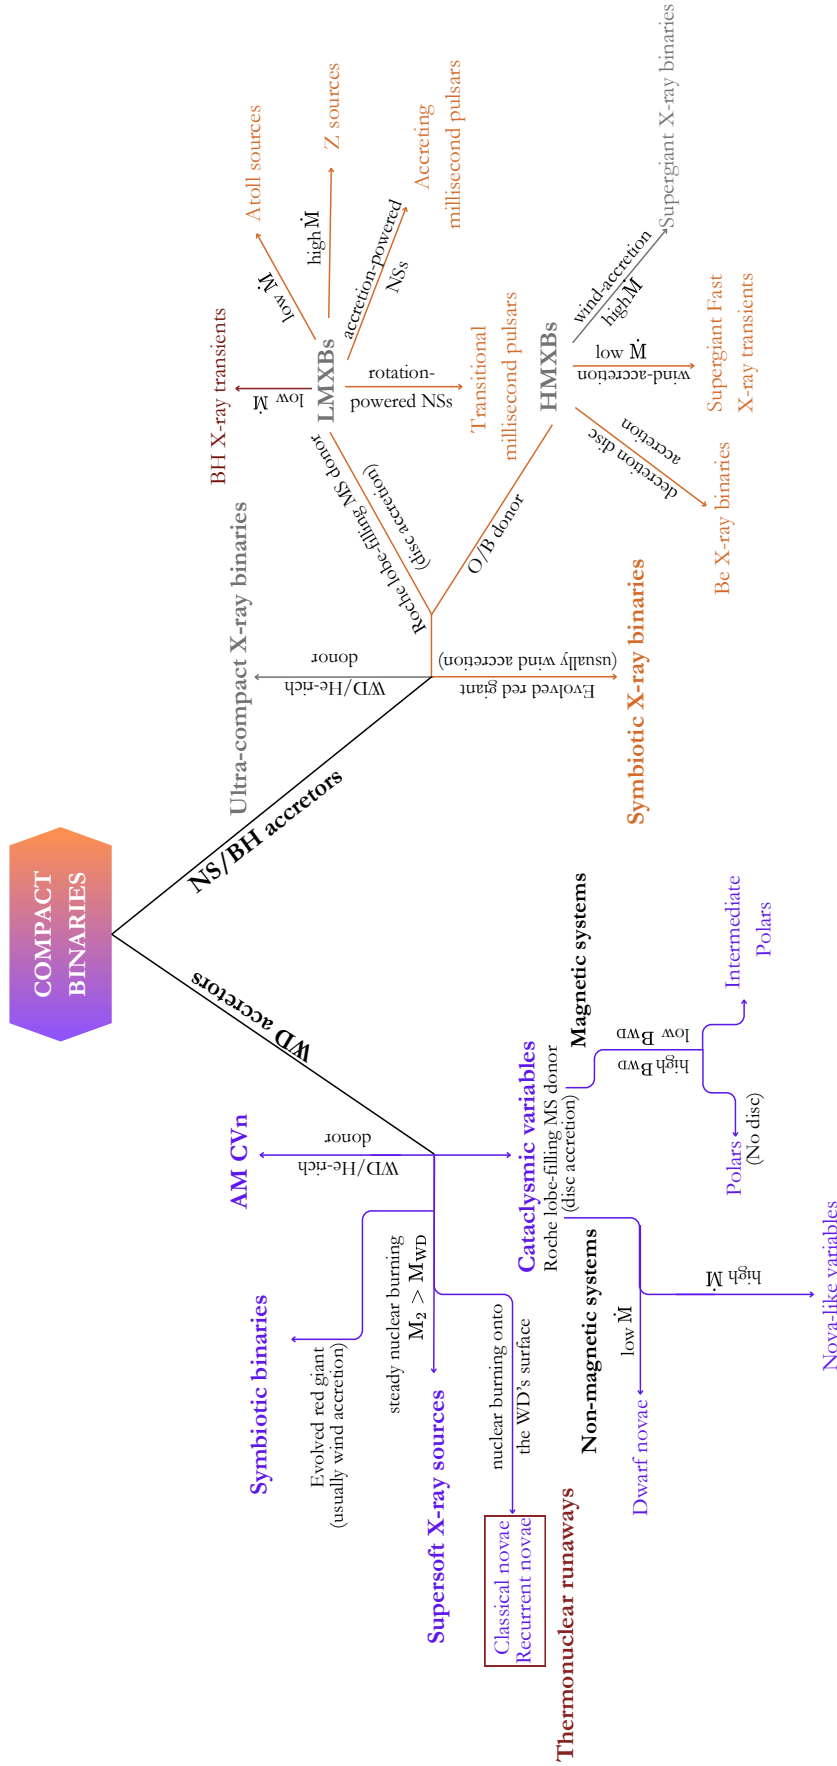 COMPACT
BINARIES
WD accretors
NS/BH accretors
AM CVn
WD/He-rich
donor
Symbiotic binaries
Evolved red giant
(usually wind accretion)
steady nuclear burning
M₂ > M_WD
Supersoft X-ray sources
nuclear burning onto
the WD's surface
Classical novae
Recurrent novae
Thermonuclear runaways
Cataclysmic variables
Roche lobe-filling MS donor
(disc accretion)
Non-magnetic systems
low Ṁ
Dwarf novae
high Ṁ
Nova-like variables
Magnetic systems
high B_WD
low B_WD
Polars
(No disc)
Intermediate
Polars
Ultra-compact X-ray binaries
WD/He-rich
donor
Evolved red giant
(usually wind accretion)
Symbiotic X-ray binaries
Roche lobe-filling MS donor
(disc accretion)
LMXBs
low Ṁ
BH X-ray transients
low Ṁ
Atoll sources
high Ṁ
Z sources
accretion-powered
NSs
Accreting
millisecond pulsars
rotation-
powered NSs
Transitional
millisecond pulsars
O/B donor
HMXBs
wind-accretion
high Ṁ
Supergiant X-ray binaries
low Ṁ
wind-accretion
Supergiant Fast
X-ray transients
decretion disc
accretion
Be X-ray binaries